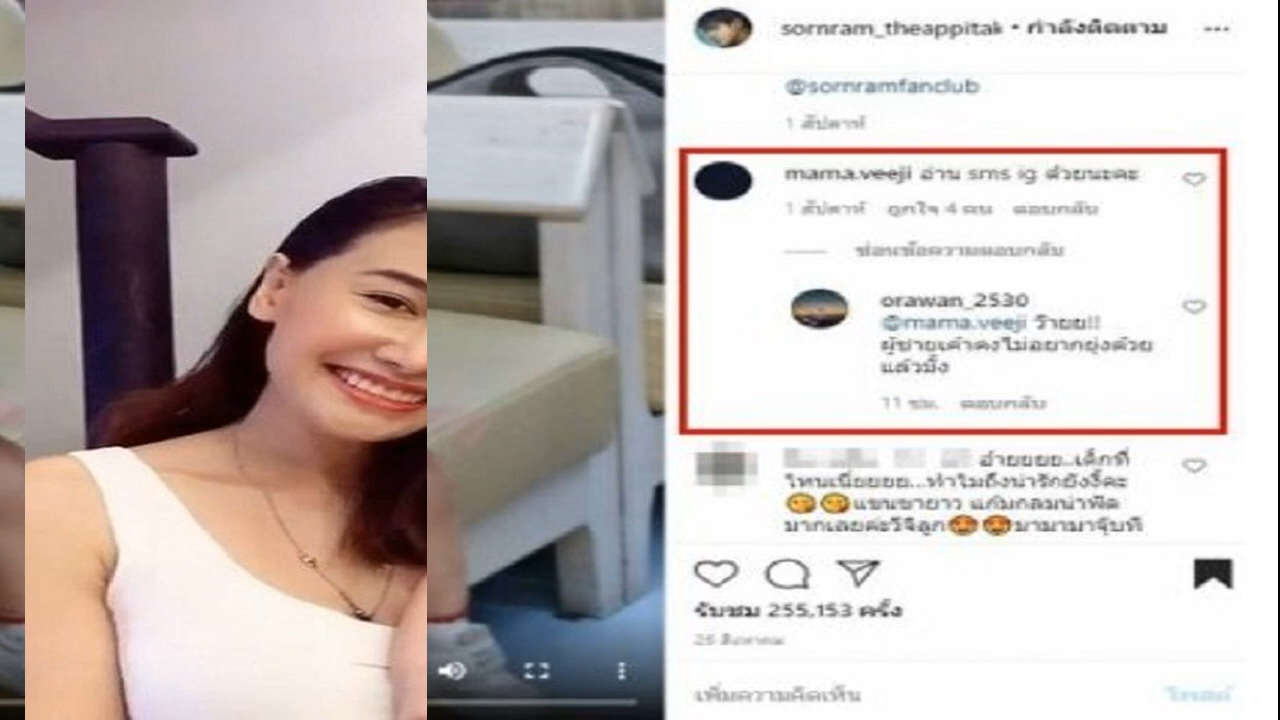 sornram_theappitak • กำลังติดตาม
@sornramfanclub
1 สัปดาห์
mama.veeji อ่าน sms ig ด้วยนะคะ
1 สัปดาห์ ถูกใจ 4 คน ตอบกลับ
ซ่อนข้อความตอบกลับ
orawan_2530
@mama.veeji ว๊ายย!!
ผู้ชายเค้าคงไม่อยากยุ่งด้วย
แล้วมั้ง
11 ชม. ตอบกลับ
อ๋ายยยย..เด็กที่
ไหนเนี่ยยยย...ทำไมถึงน่ารักยังงี้คะ
แขนขายาว แก้มกลมน่าฟัด
มากเลยค่ะวีจิลูก มามามาจุ๊บที
รับชม 255,153 ครั้ง
26 สิงหาคม
เพิ่มความคิดเห็น
โพสต์